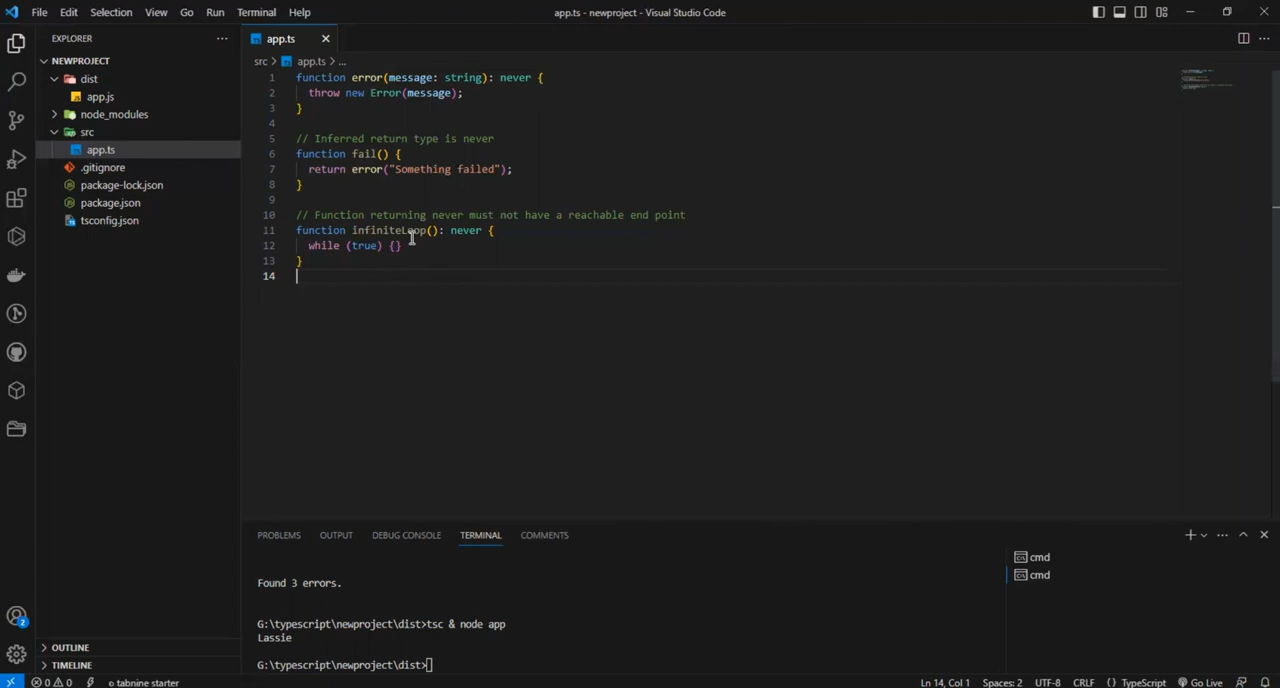 File Edit Selection View Go Run Terminal Help
app.ts - newproject - Visual Studio Code
EXPLORER
NEWPROJECT
dist
app.js
node_modules
src
app.ts
.gitignore
package-lock.json
package.json
tsconfig.json
OUTLINE
TIMELINE
app.ts
src > app.ts > ...
1 function error(message: string): never {
2 throw new Error(message);
3 }
4
5 // Inferred return type is never
6 function fail() {
7 return error("Something failed");
8 }
9
10 // Function returning never must not have a reachable end point
11 function infiniteLoop(): never {
12 while (true) {}
13 }
14
PROBLEMS OUTPUT DEBUG CONSOLE TERMINAL COMMENTS
Found 3 errors.
G:\typescript\newproject\dist>tsc & node app
Lassie
G:\typescript\newproject\dist>
cmd
cmd
2
0 0 tabnine starter Ln 14, Col 1 Spaces: 2 UTF-8 CRLF {} TypeScript Go Live